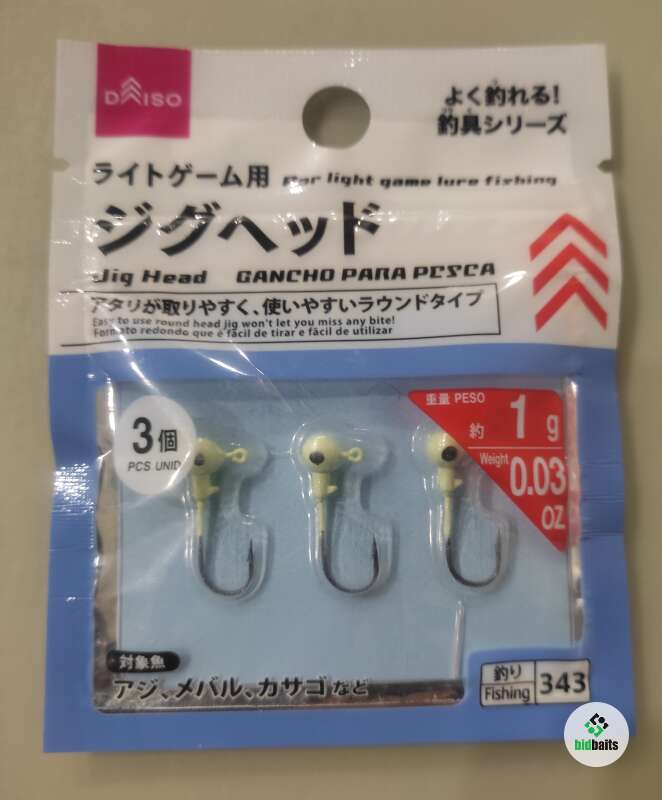 DAISO
よく釣れる!
釣具シリーズ
ライトゲーム用 For light game lure fishing
ジグヘッド
Jig Head GANCHO PARA PESCA
アタリが取りやすく、使いやすいラウンドタイプ
Easy to use round head jig won't let you miss any bite!
Formato redondo que é fácil de tirar e fácil de utilizar
重量 PESO
約 1 g
Weight 0.03 OZ
3個
PCS UNID
対象魚
アジ、メバル、カサゴなど
釣り
Fishing 343
bidbaits